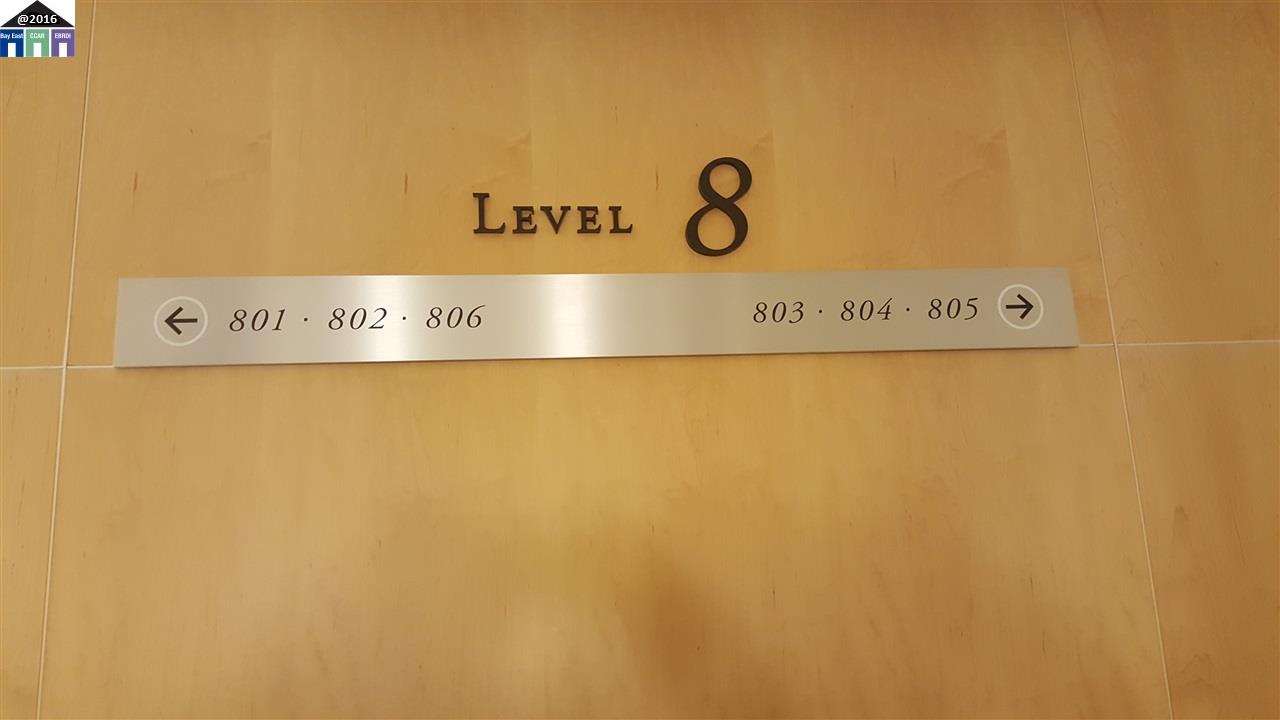 @2016
Bay East CCAR EBRDI
LEVEL 8
← 801 · 802 · 806 803 · 804 · 805 →